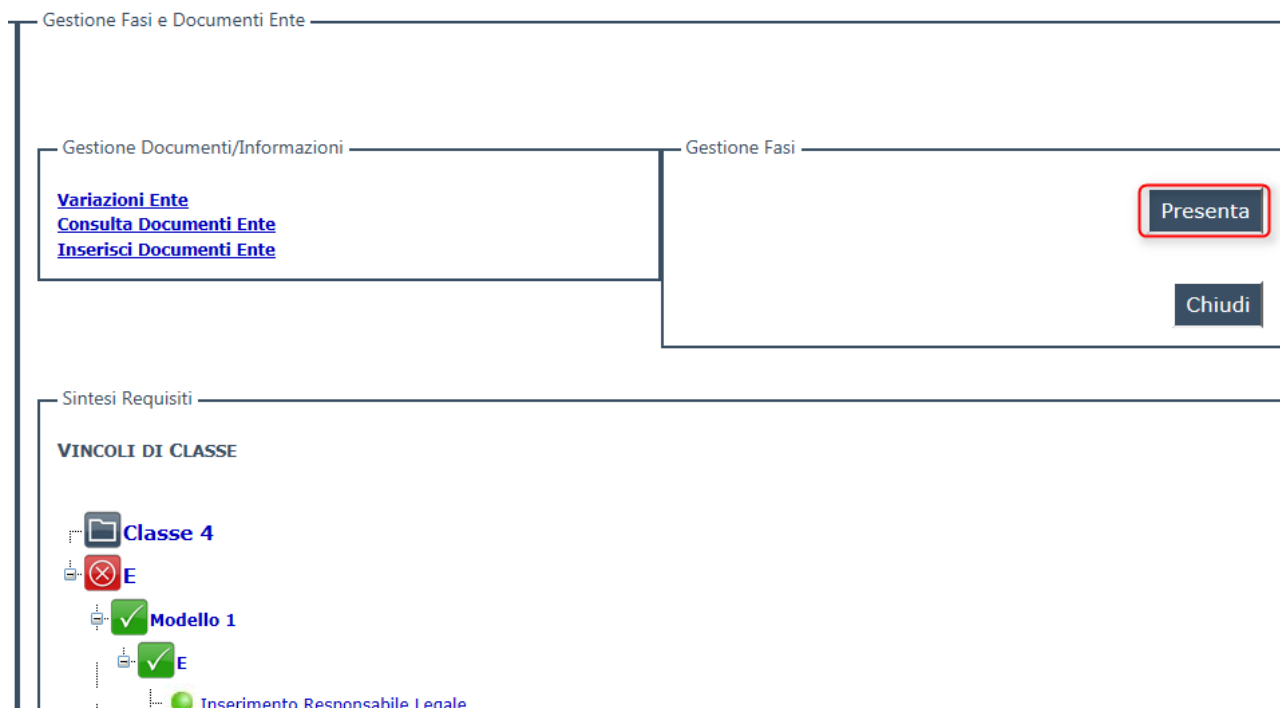 Gestione Fasi e Documenti Ente
Gestione Documenti/Informazioni
Variazioni Ente
Consulta Documenti Ente
Inserisci Documenti Ente
Gestione Fasi
Presenta
Chiudi
Sintesi Requisiti
VINCOLI DI CLASSE
Classe 4
E
Modello 1
E
Inserimento Responsabile Legale